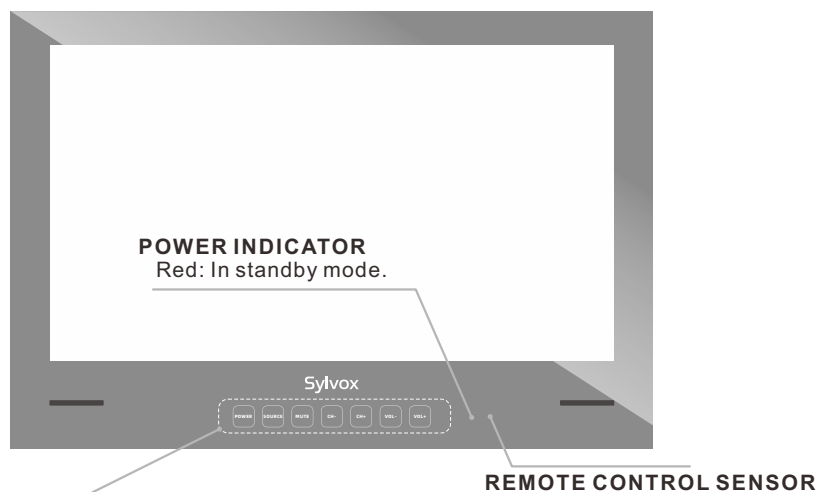 POWER INDICATOR
Red: In standby mode.
Sylvox
POWER SOURCE MUTE CH- CH+ VOL- VOL+
REMOTE CONTROL SENSOR